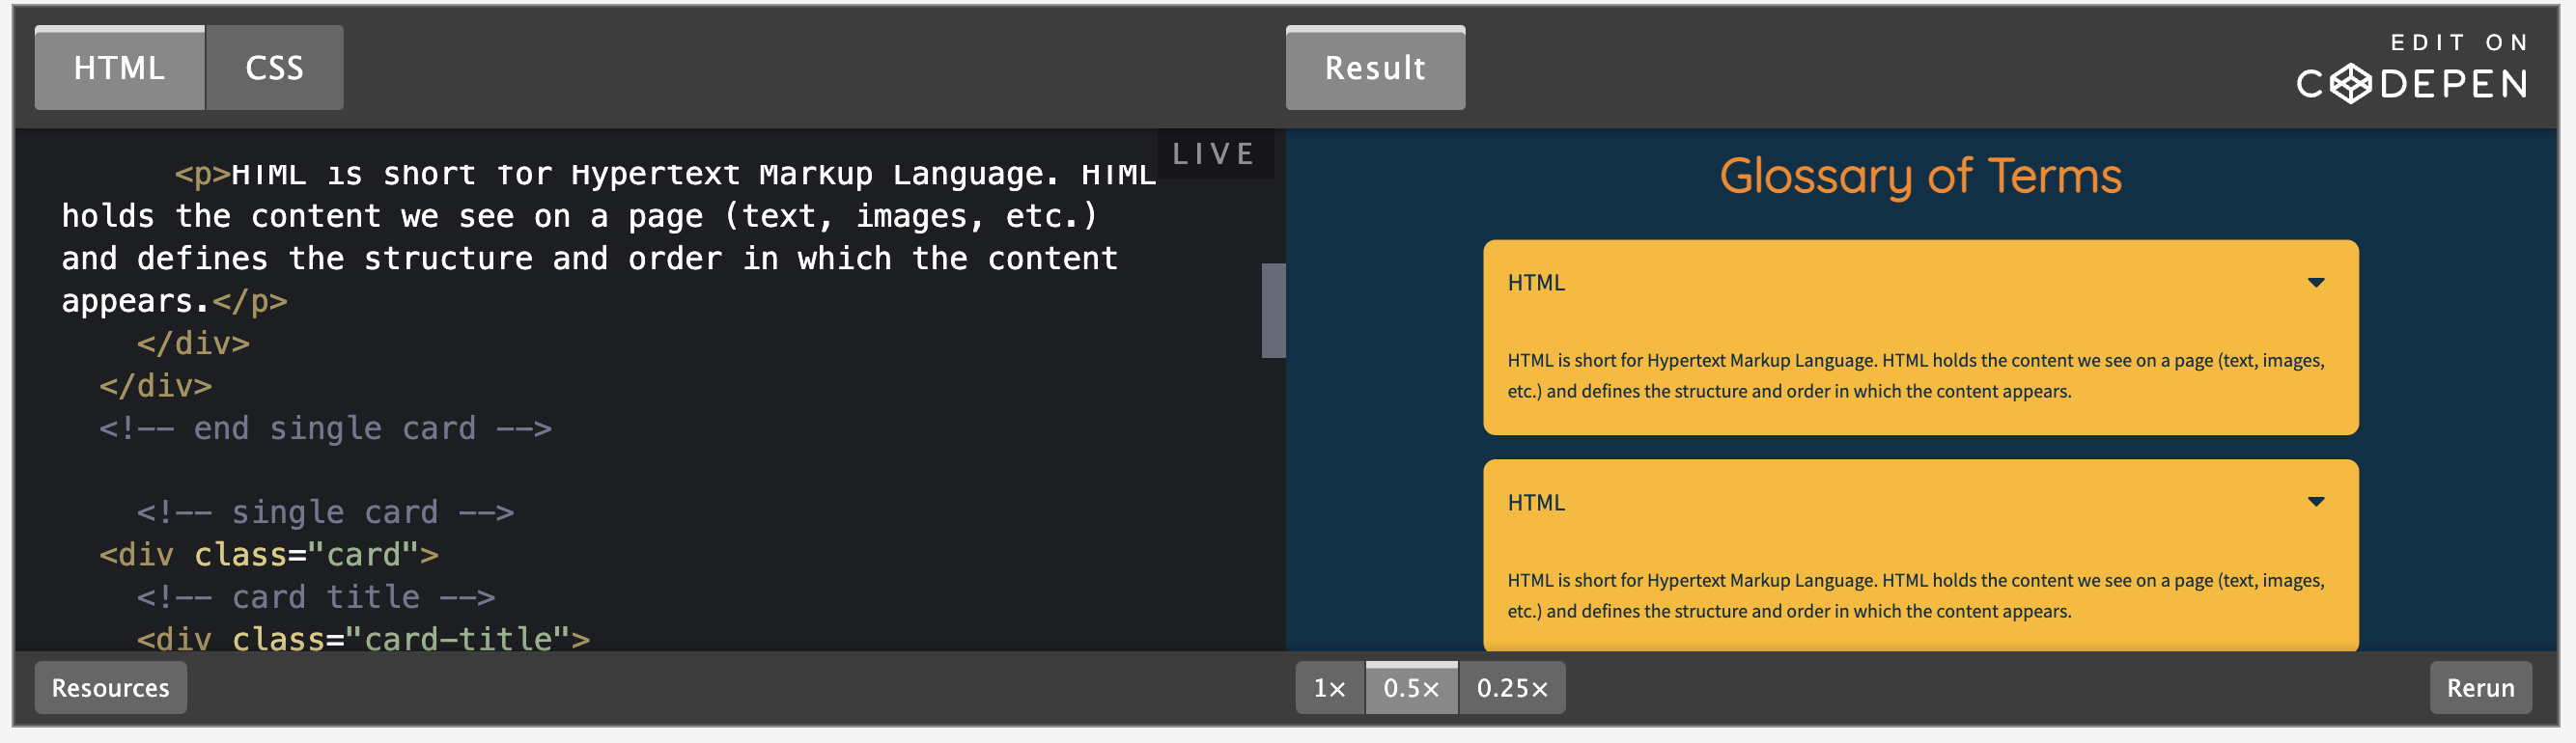 HTML
CSS
Result
EDIT ON
CODEPEN
LIVE
<p>HTML is short for Hypertext Markup Language. HTML
holds the content we see on a page (text, images, etc.)
and defines the structure and order in which the content
appears.</p>
</div>
</div>
<!-- end single card -->
<!-- single card -->
<div class="card">
<!-- card title -->
<div class="card-title">
Glossary of Terms
HTML
HTML is short for Hypertext Markup Language. HTML holds the content we see on a page (text, images,
etc.) and defines the structure and order in which the content appears.
HTML
HTML is short for Hypertext Markup Language. HTML holds the content we see on a page (text, images,
etc.) and defines the structure and order in which the content appears.
Resources
1×
0.5×
0.25×
Rerun